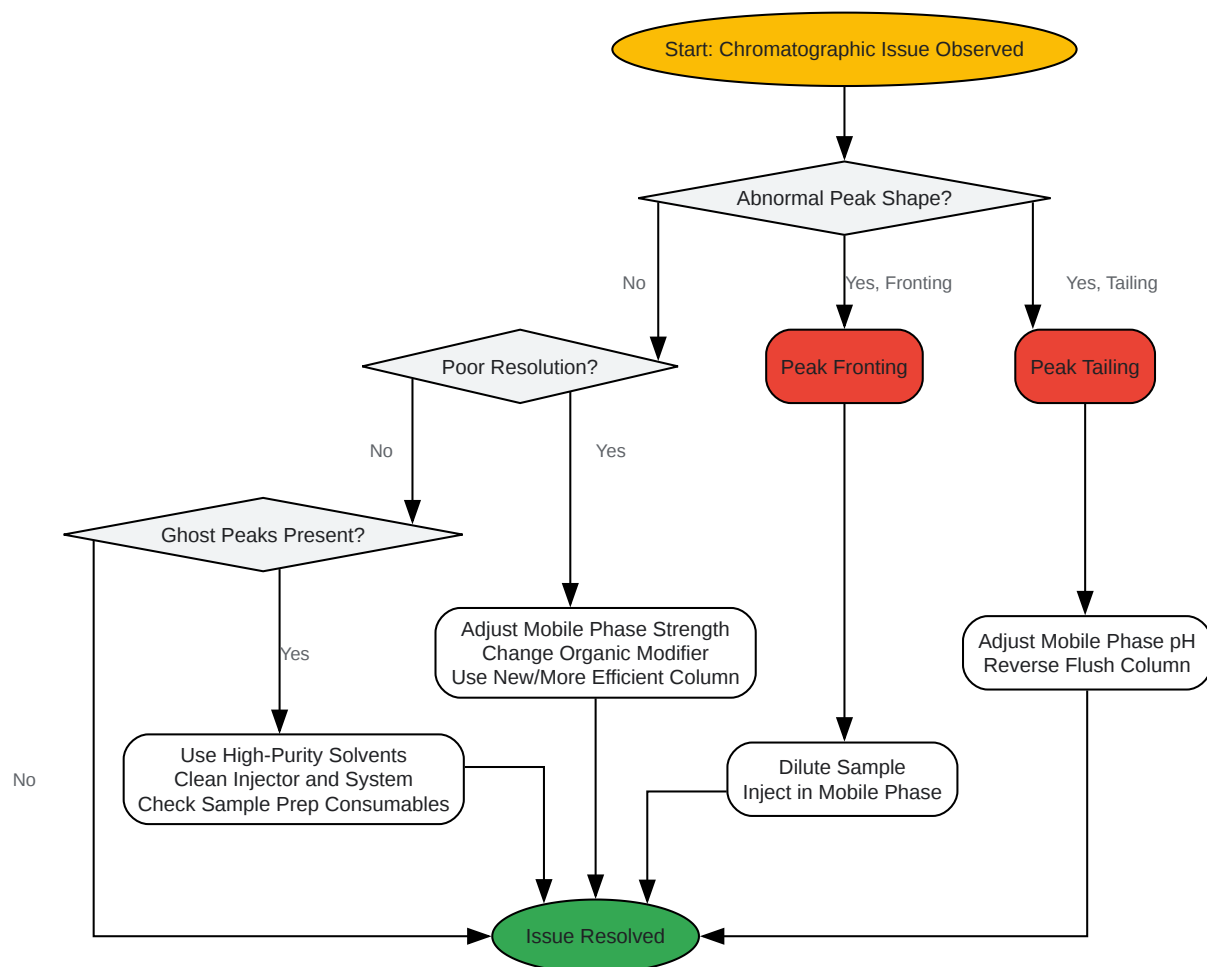 Start: Chromatographic Issue Observed
Abnormal Peak Shape?
No
Yes, Fronting
Yes, Tailing
Poor Resolution?
Peak Fronting
Peak Tailing
No
Yes
Ghost Peaks Present?
Adjust Mobile Phase Strength
Change Organic Modifier
Use New/More Efficient Column
Adjust Mobile Phase pH
Reverse Flush Column
Yes
No
Use High-Purity Solvents
Clean Injector and System
Check Sample Prep Consumables
Dilute Sample
Inject in Mobile Phase
Issue Resolved